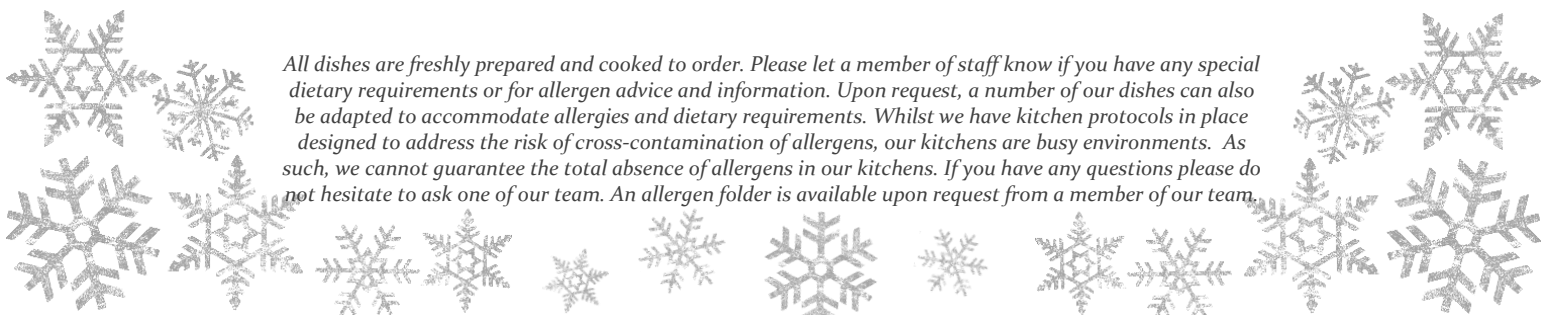 All dishes are freshly prepared and cooked to order. Please let a member of staff know if you have any special
dietary requirements or for allergen advice and information. Upon request, a number of our dishes can also
be adapted to accommodate allergies and dietary requirements. Whilst we have kitchen protocols in place
designed to address the risk of cross-contamination of allergens, our kitchens are busy environments.  As
such, we cannot guarantee the total absence of allergens in our kitchens. If you have any questions please do
not hesitate to ask one of our team. An allergen folder is available upon request from a member of our team.